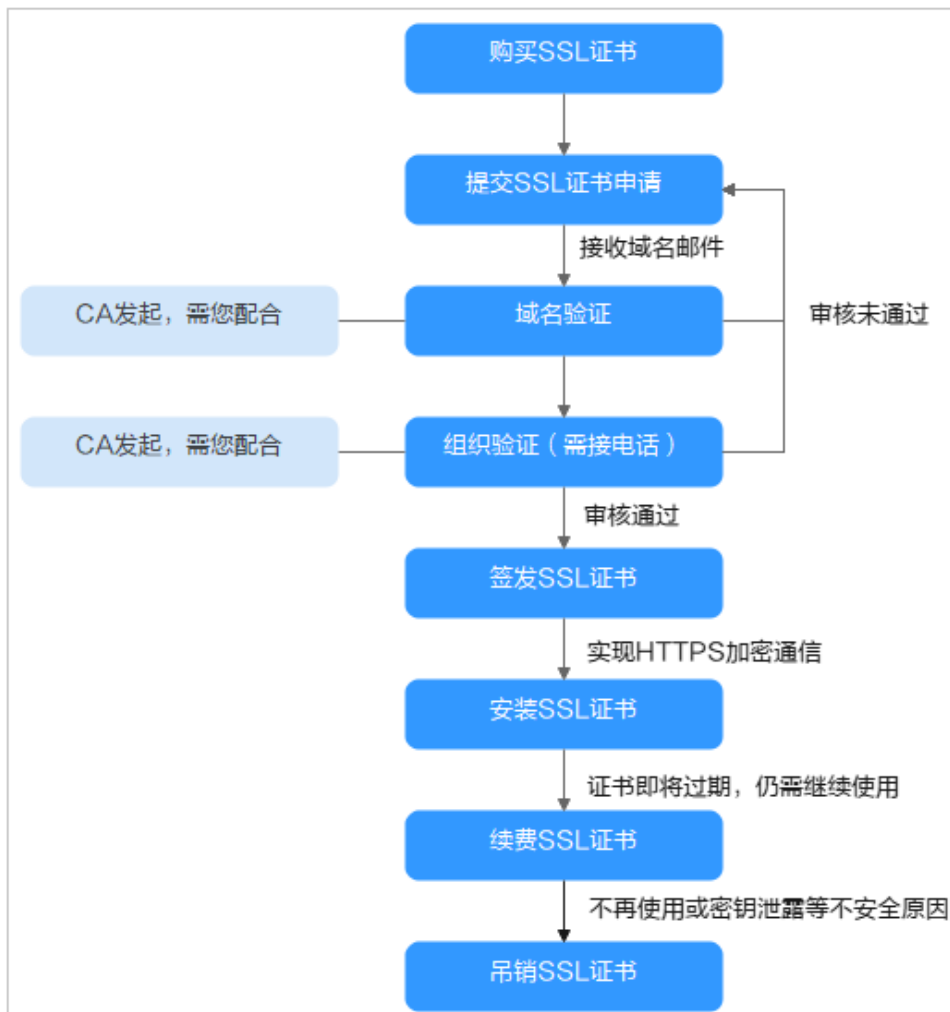 购买SSL证书
提交SSL证书申请
接收域名邮件
CA发起，需您配合
域名验证
审核未通过
CA发起，需您配合
组织验证（需接电话）
审核通过
签发SSL证书
实现HTTPS加密通信
安装SSL证书
证书即将过期，仍需继续使用
续费SSL证书
不再使用或密钥泄露等不安全原因
吊销SSL证书